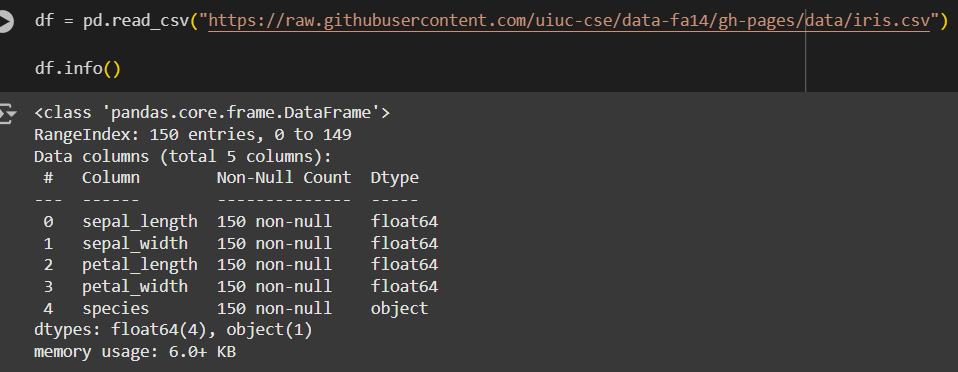 df = pd.read_csv("https://raw.githubusercontent.com/uiuc-cse/data-fa14/gh-pages/data/iris.csv")
df.info()
<class 'pandas.core.frame.DataFrame'>
RangeIndex: 150 entries, 0 to 149
Data columns (total 5 columns):
 #   Column        Non-Null Count  Dtype
---  ------        --------------  -----
 0   sepal_length  150 non-null    float64
 1   sepal_width   150 non-null    float64
 2   petal_length  150 non-null    float64
 3   petal_width   150 non-null    float64
 4   species       150 non-null    object
dtypes: float64(4), object(1)
memory usage: 6.0+ KB